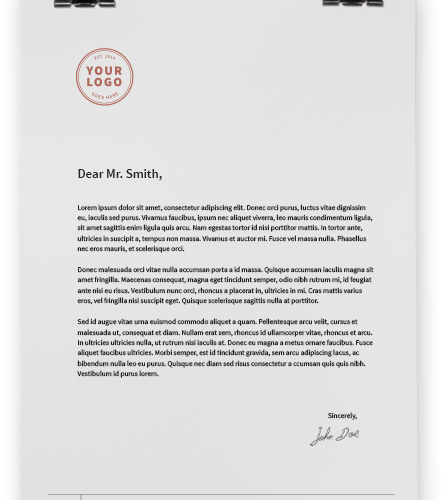 EST. 2019
YOUR
LOGO
GOES HERE
Dear Mr. Smith,
Lorem ipsum dolor sit amet, consectetur adipiscing elit. Donec orci purus, luctus vitae dignissim
eu, iaculis sed purus. Vivamus faucibus, ipsum nec aliquet viverra, leo mauris condimentum ligula,
sit amet sagittis enim ligula quis arcu. Nam egestas tortor id nisi porttitor mattis. In tortor ante,
ultricies in suscipit a, tempus non massa. Vivamus et auctor mi. Fusce vel massa nulla. Phasellus
nec eros mauris, et scelerisque orci.
Donec malesuada orci vitae nulla accumsan porta a id massa. Quisque accumsan iaculis magna sit
amet fringilla. Maecenas consequat, magna eget tincidunt semper, odio nibh rutrum mi, id feugiat
ante nisi eu risus. Vestibulum nunc orci, rhoncus a placerat in, ultricies in mi. Cras mattis varius
eros, vel fringilla nisi suscipit eget. Quisque scelerisque sagittis nulla at porttitor.
Sed id augue vitae urna euismod commodo aliquet a quam. Pellentesque arcu velit, cursus et
malesuada ut, consequat et diam. Nullam erat sem, rhoncus id ullamcorper vitae, rhoncus et arcu.
In ultricies ultricies nulla, ut rutrum nisi iaculis at. Donec eu magna a metus ornare faucibus. Fusce
aliquet faucibus ultricies. Morbi semper, est id tincidunt gravida, sem arcu adipiscing lacus, ac
bibendum nulla leo eu purus. Quisque nec diam sed risus consectetur a ccumsan quis quis nibh.
Vestibulum id purus lorem.
Sincerely,
John Doe